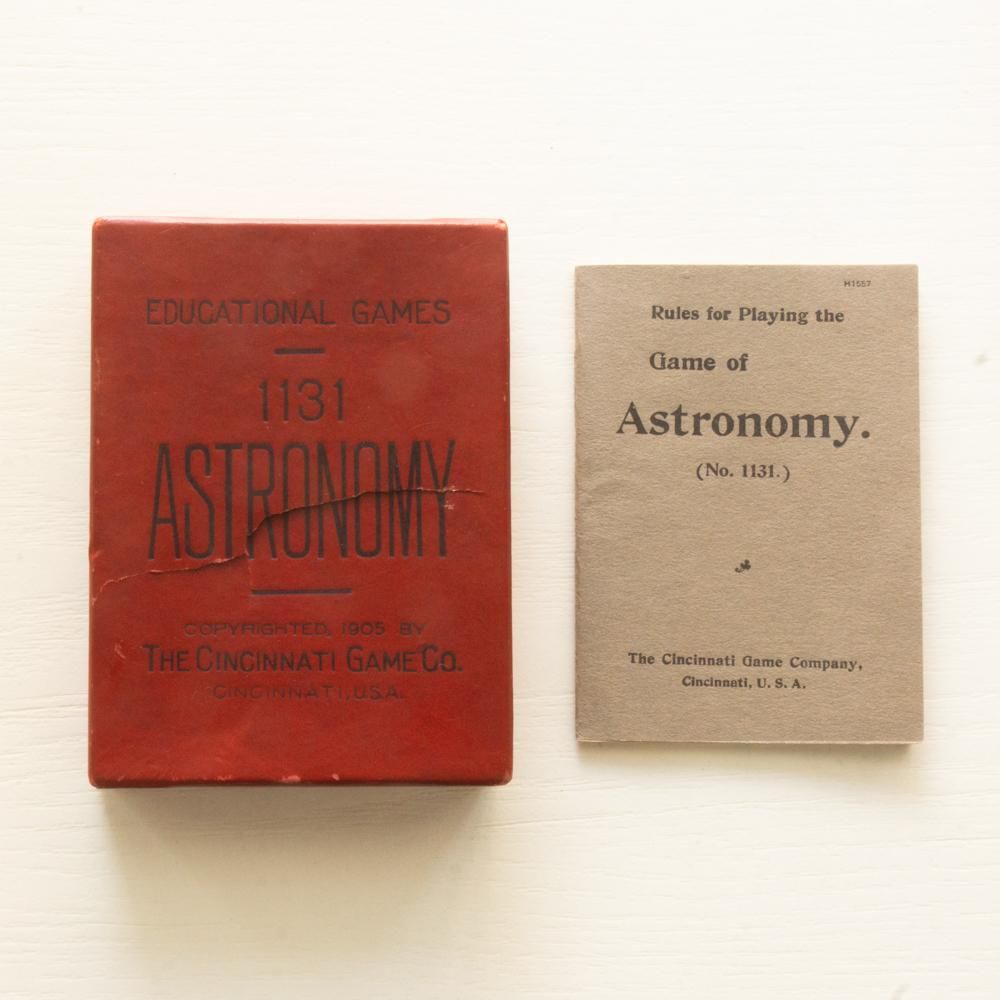 EDUCATIONAL GAMES
1131
ASTRONOMY
COPYRIGHTED, 1905 BY
THE CINCINNATI GAME CO.
CINCINNATI, U.S.A.
H1557
Rules for Playing the
Game of
Astronomy.
(No. 1131.)
The Cincinnati Game Company,
Cincinnati, U. S. A.